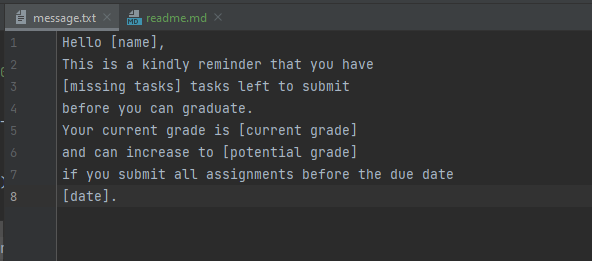 message.txt readme.md
1 Hello [name],
2 This is a kindly reminder that you have
3 [missing tasks] tasks left to submit
4 before you can graduate.
5 Your current grade is [current grade]
6 and can increase to [potential grade]
7 if you submit all assignments before the due date
8 [date].